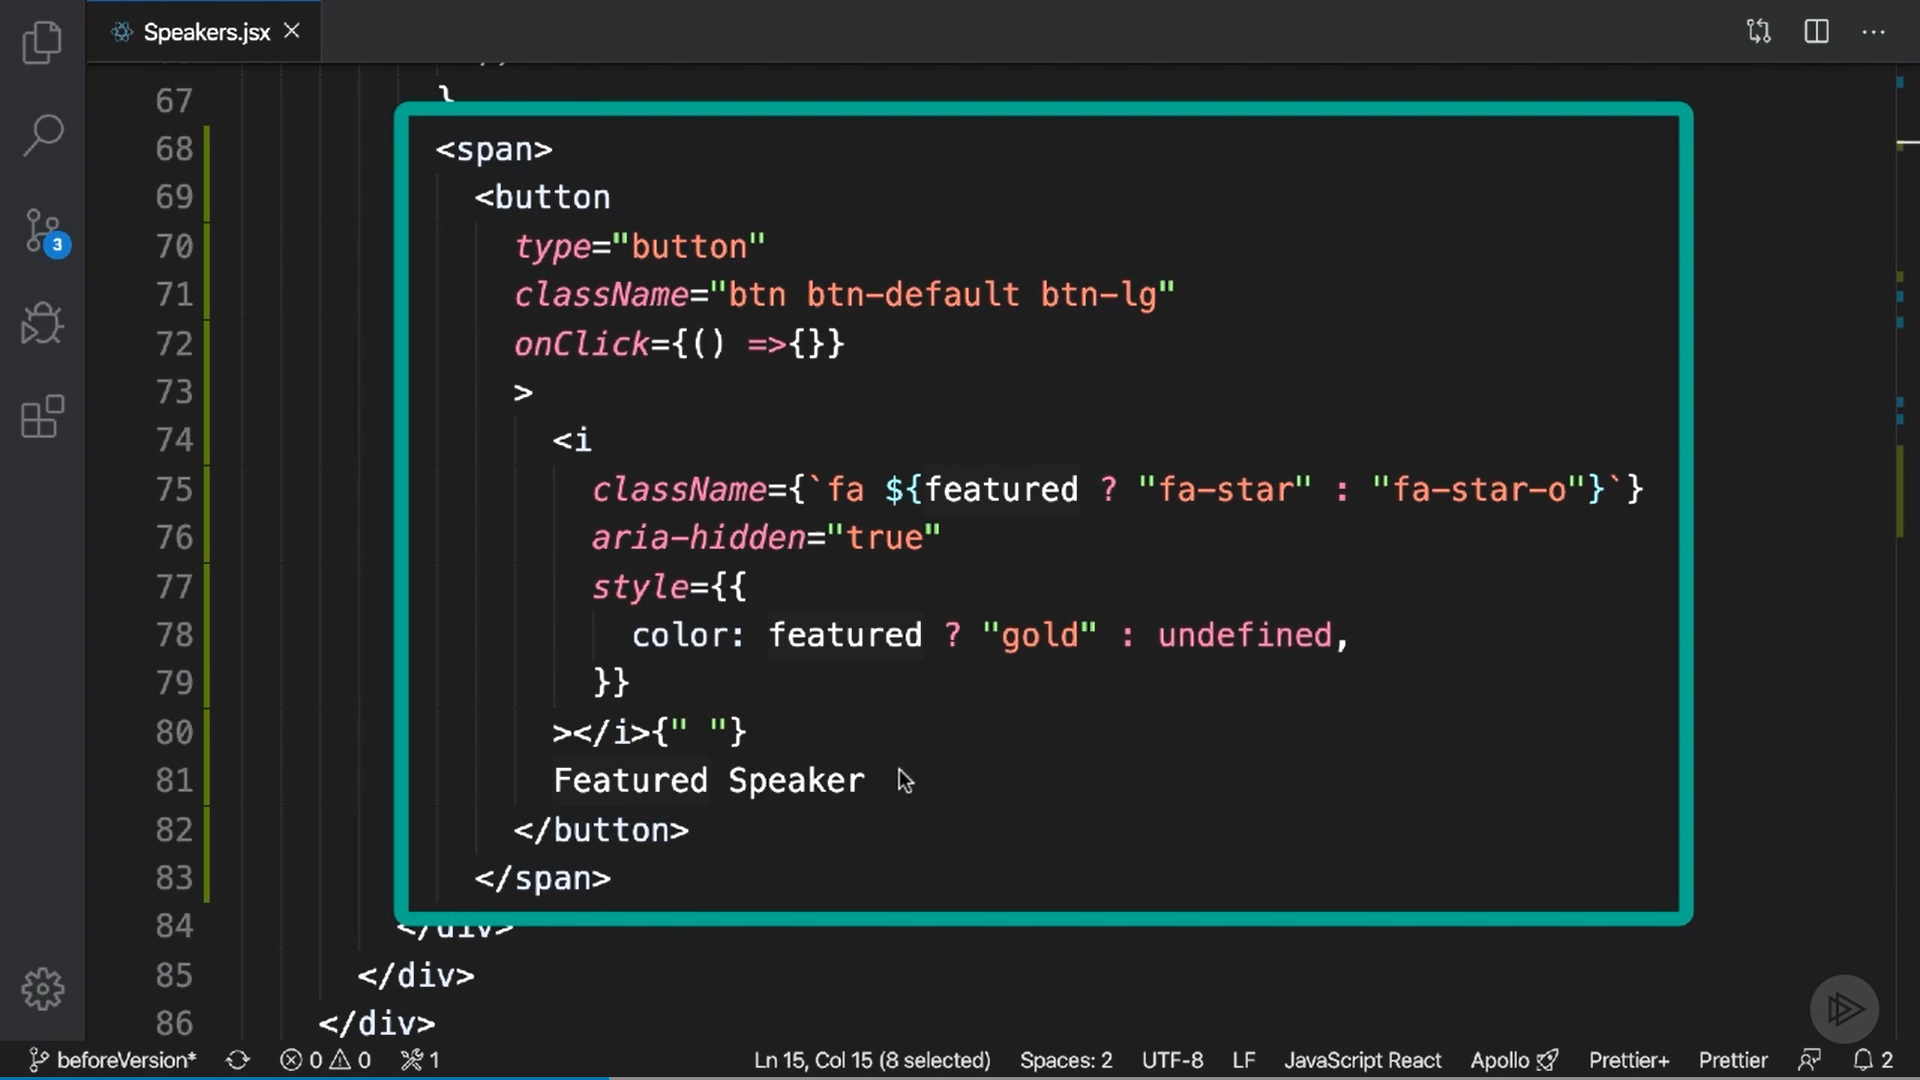 Speakers.jsx
67 }
68 <span>
69 <button
70 type="button"
71 className="btn btn-default btn-lg"
72 onClick={() =>{}}
73 >
74 <i
75 className={`fa ${featured ? "fa-star" : "fa-star-o"}`}
76 aria-hidden="true"
77 style={{
78 color: featured ? "gold" : undefined,
79 }}
80 ></i>{" "}
81 Featured Speaker
82 </button>
83 </span>
84 </div>
85 </div>
86 </div>
3
beforeVersion* 0 0 1 Ln 15, Col 15 (8 selected) Spaces: 2 UTF-8 LF JavaScript React Apollo Prettier+ Prettier 2